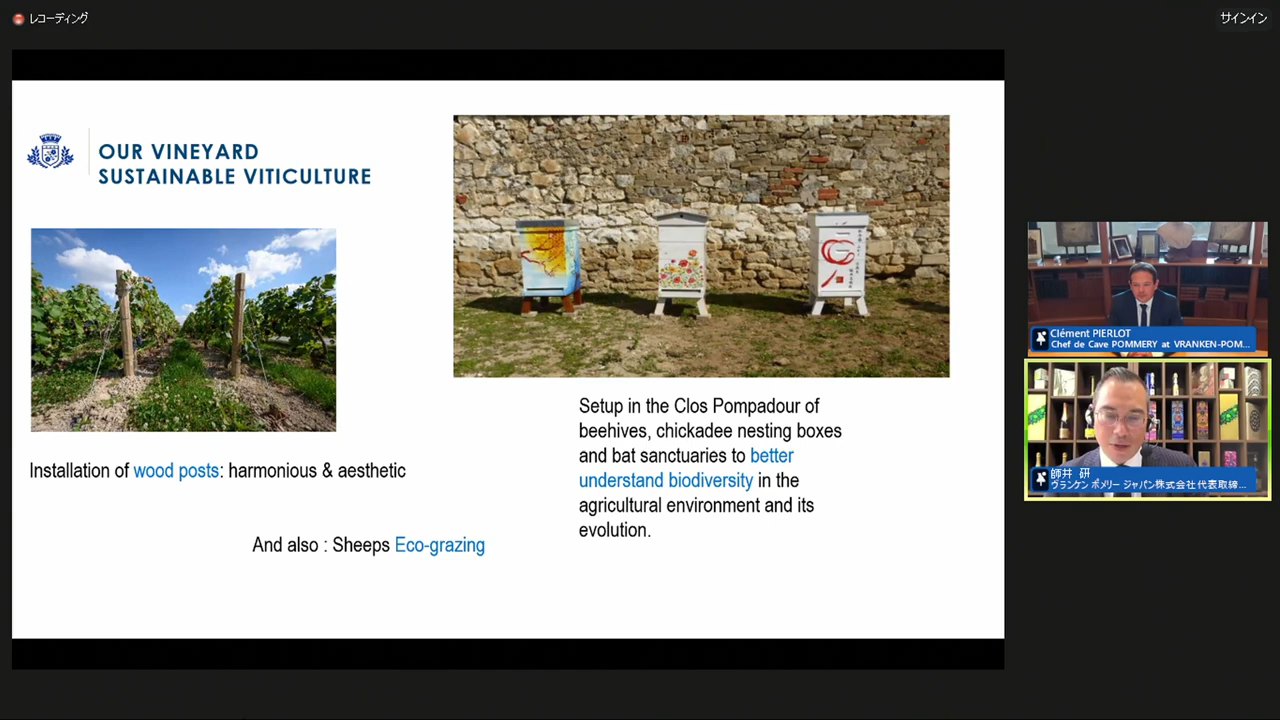 レコーディング
サインイン
OUR VINEYARD
SUSTAINABLE VITICULTURE
Installation of wood posts: harmonious & aesthetic
And also : Sheeps Eco-grazing
Setup in the Clos Pompadour of
beehives, chickadee nesting boxes
and bat sanctuaries to better
understand biodiversity in the
agricultural environment and its
evolution.
Clément PIERLOT
Chef de Cave POMMERY at VRANKEN-POM...
師井 研
ヴランケン ポメリー ジャパン株式会社代表取締...